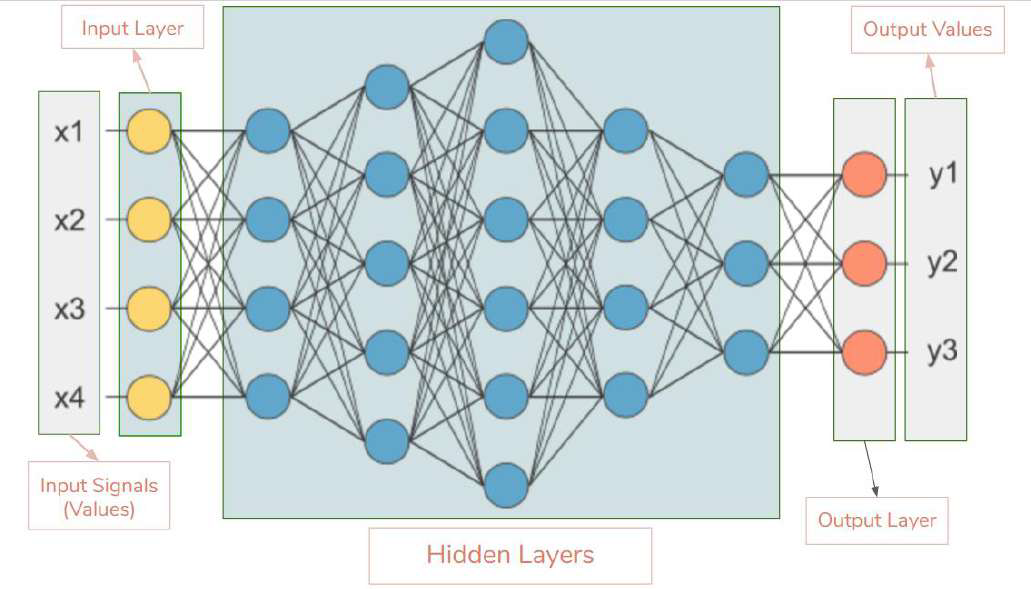 Input Layer
Output Values
x1
x2
x3
x4
y1
y2
y3
Input Signals
(Values)
Output Layer
Hidden Layers